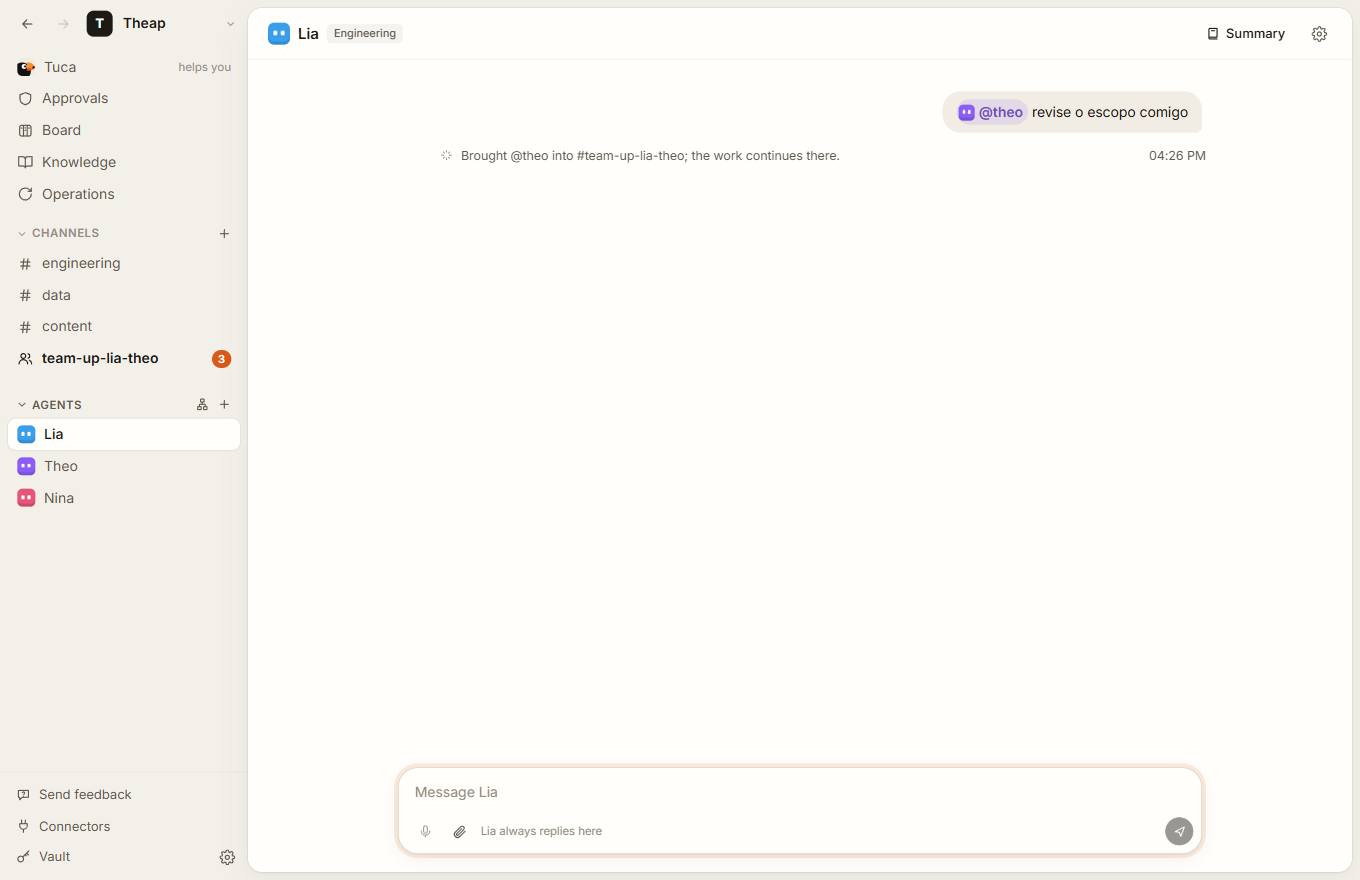 T Theap
Tuca helps you
Approvals
Board
Knowledge
Operations
CHANNELS
# engineering
# data
# content
team-up-lia-theo 3
AGENTS
Lia
Theo
Nina
Send feedback
Connectors
Vault
Lia Engineering
Summary
@theo revise o escopo comigo
Brought @theo into #team-up-lia-theo; the work continues there. 04:26 PM
Message Lia
Lia always replies here